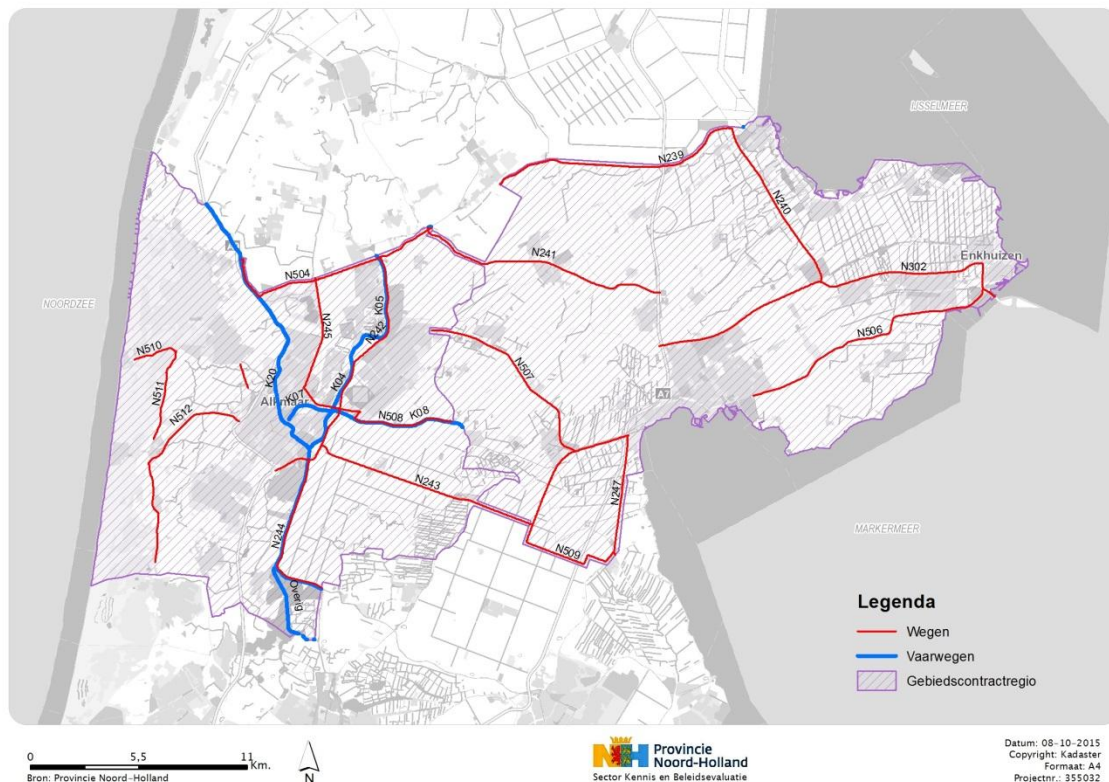 IJSSELMEER
N239
N240
Enkhuizen
N241
N302
A9
N504
NOORDZEE
K05
N245
N242
N506
N510
N507
K20
K04
N511
A7
K07
Alkmaar
N512
N508
K08
N243
N247
MARKERMEER
N244
N509
Overig
Legenda
Wegen
Vaarwegen
Gebiedscontractregio
0 5,5 11
km.
Bron: Provincie Noord-Holland
N
NH Provincie
Noord-Holland
Sector Kennis en Beleidsevaluatie
Datum: 08-10-2015
Copyright: Kadaster
Formaat: A4
Projectnr.: 355032